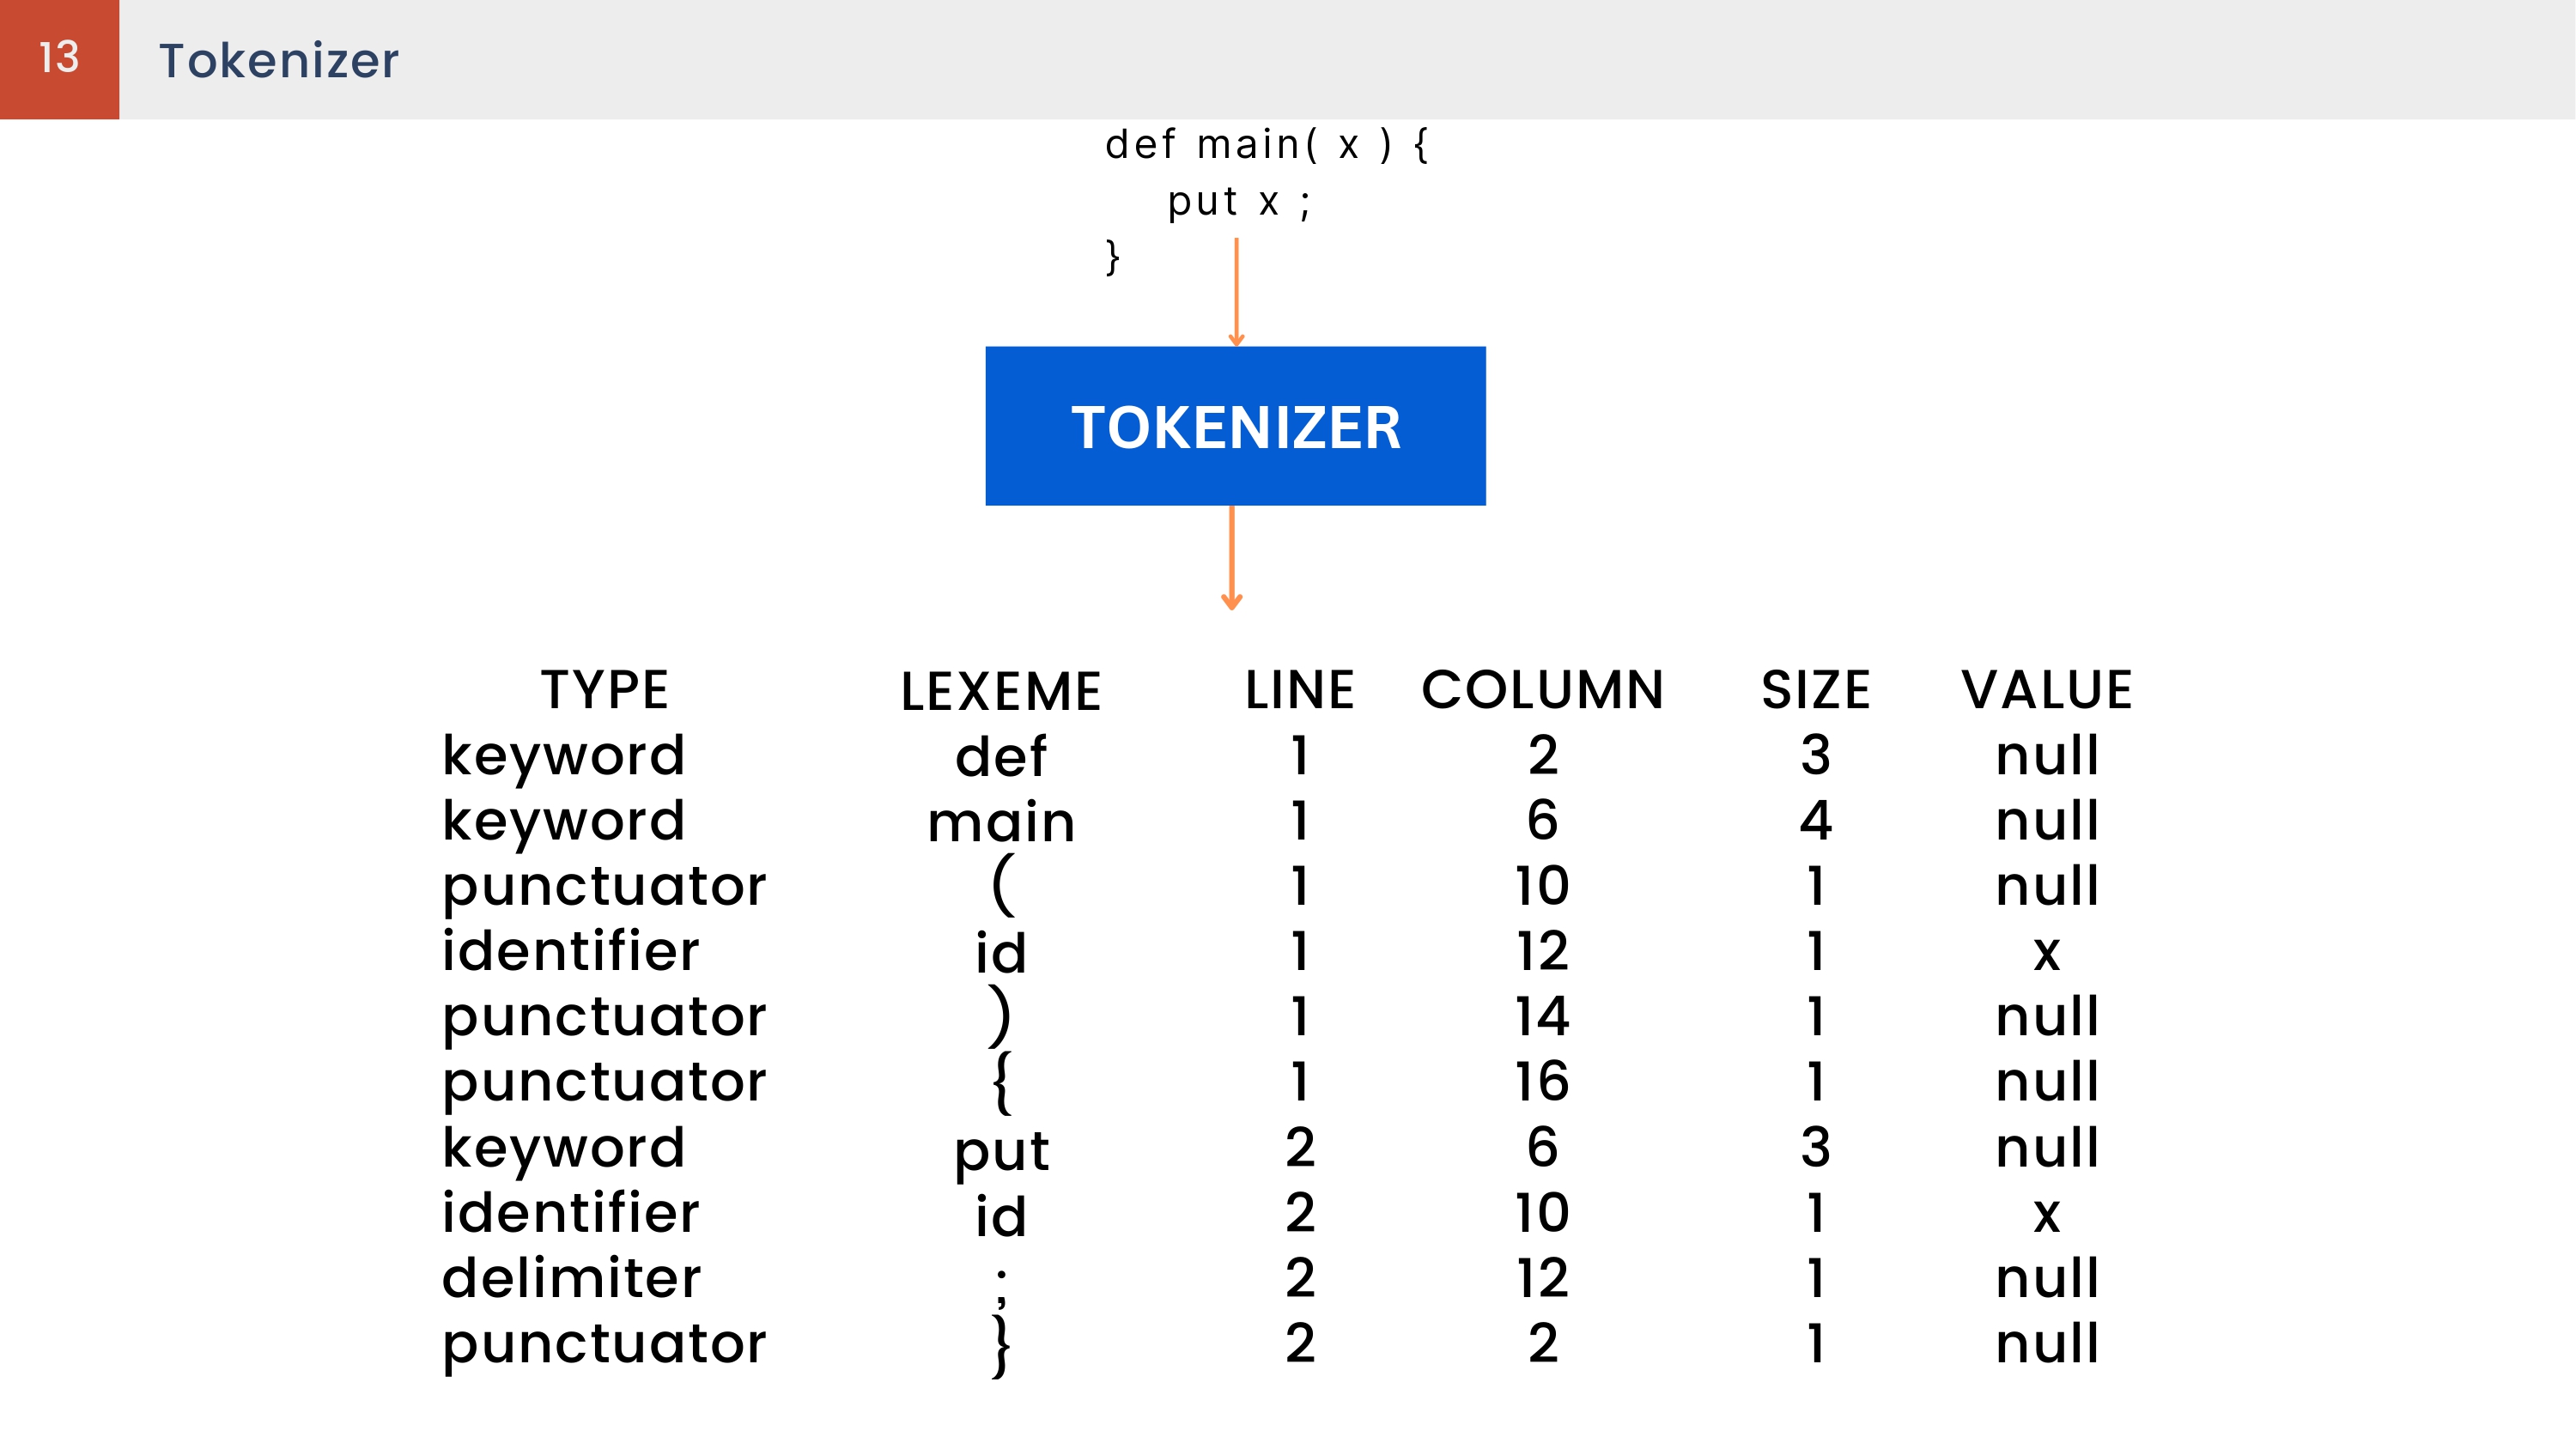 13 Tokenizer
def main( x ) {
put x ;
}
TOKENIZER
TYPE LEXEME LINE COLUMN SIZE VALUE
keyword def 1 2 3 null
keyword main 1 6 4 null
punctuator ( 1 10 1 null
identifier id 1 12 1 x
punctuator ) 1 14 1 null
punctuator { 1 16 1 null
keyword put 2 6 3 null
identifier id 2 10 1 x
delimiter ; 2 12 1 null
punctuator } 2 2 1 null